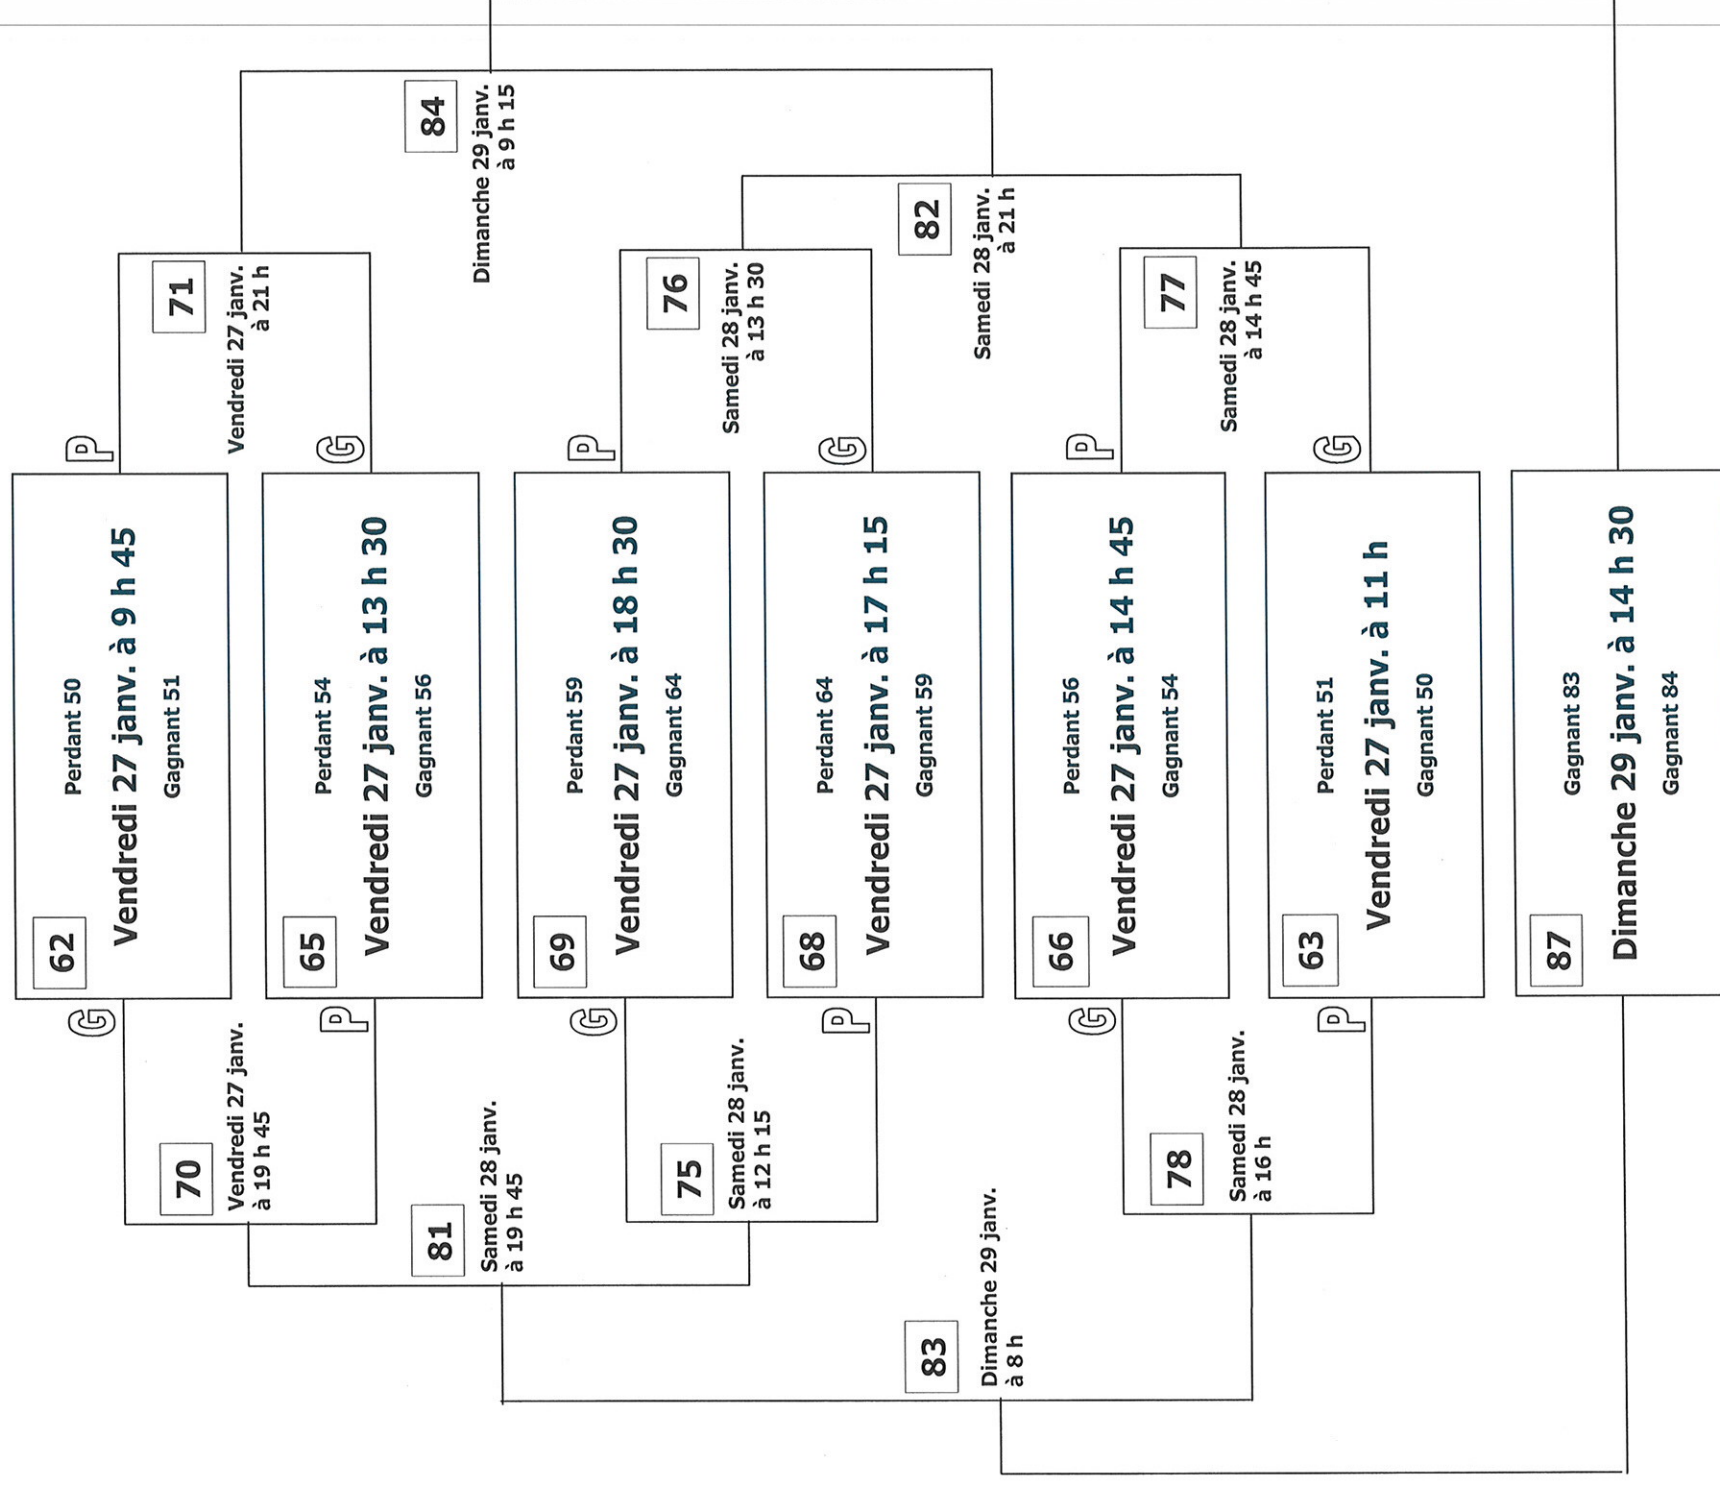 62
Perdant 50
Vendredi 27 janv. à 9 h 45
Gagnant 51
G
P
70
Vendredi 27 janv.
à 19 h 45
71
Vendredi 27 janv.
à 21 h
65
Perdant 54
Vendredi 27 janv. à 13 h 30
Gagnant 56
P
G
81
Samedi 28 janv.
à 19 h 45
84
Dimanche 29 janv.
à 9 h 15
69
Perdant 59
Vendredi 27 janv. à 18 h 30
Gagnant 64
G
P
75
Samedi 28 janv.
à 12 h 15
76
Samedi 28 janv.
à 13 h 30
68
Perdant 64
Vendredi 27 janv. à 17 h 15
Gagnant 59
P
G
83
Dimanche 29 janv.
à 8 h
82
Samedi 28 janv.
à 21 h
66
Perdant 56
Vendredi 27 janv. à 14 h 45
Gagnant 54
G
P
78
Samedi 28 janv.
à 16 h
77
Samedi 28 janv.
à 14 h 45
63
Perdant 51
Vendredi 27 janv. à 11 h
Gagnant 50
P
G
87
Gagnant 83
Dimanche 29 janv. à 14 h 30
Gagnant 84